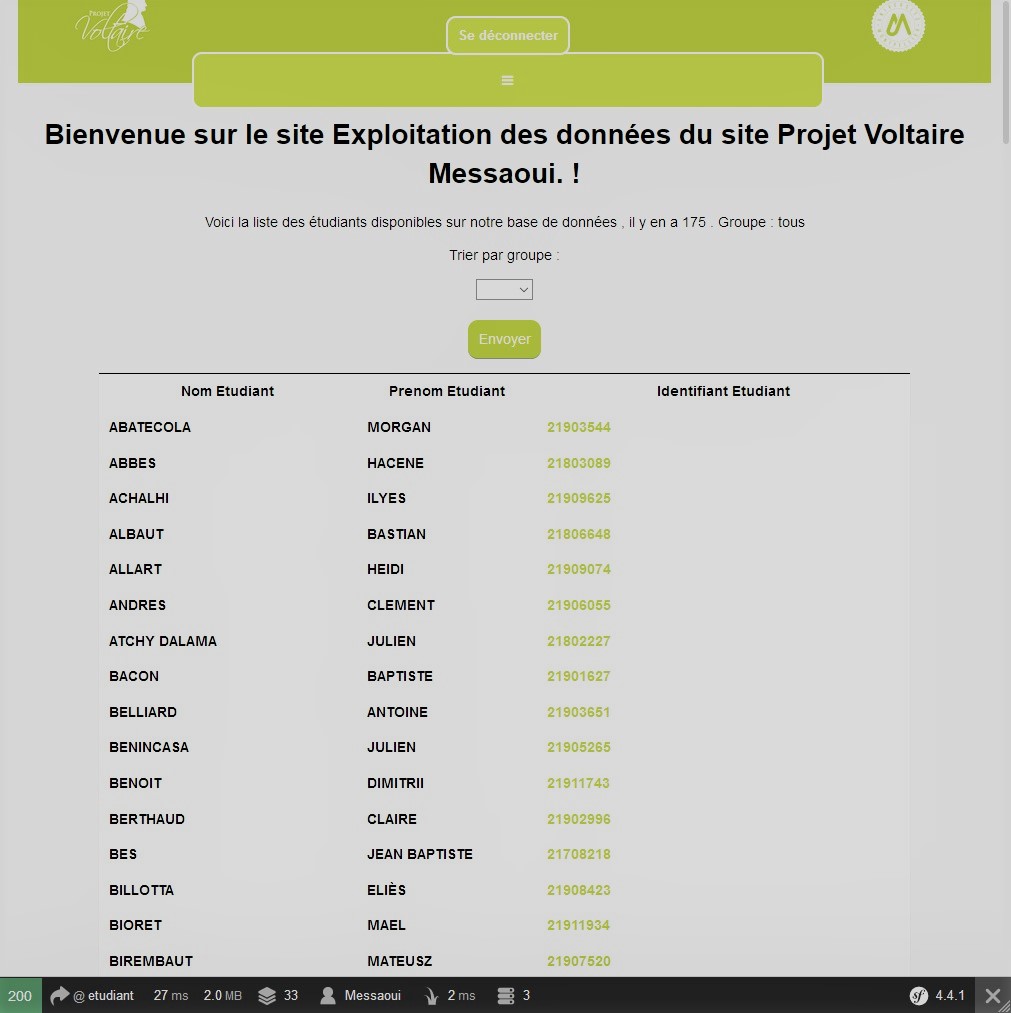 PROJET
Voltaire
Se déconnecter
Bienvenue sur le site Exploitation des données du site Projet Voltaire
Messaoui. !
Voici la liste des étudiants disponibles sur notre base de données , il y en a 175 . Groupe : tous
Trier par groupe :
Envoyer
Nom Etudiant Prenom Etudiant Identifiant Etudiant
ABATECOLA MORGAN 21903544
ABBES HACENE 21803089
ACHALHI ILYES 21909625
ALBAUT BASTIAN 21806648
ALLART HEIDI 21909074
ANDRES CLEMENT 21906055
ATCHY DALAMA JULIEN 21802227
BACON BAPTISTE 21901627
BELLIARD ANTOINE 21903651
BENINCASA JULIEN 21905265
BENOIT DIMITRII 21911743
BERTHAUD CLAIRE 21902996
BES JEAN BAPTISTE 21708218
BILLOTTA ELIÈS 21908423
BIORET MAEL 21911934
BIREMBAUT MATEUSZ 21907520
200 @ etudiant 27 ms 2.0 MB 33 Messaoui 2 ms 3 sf 4.4.1